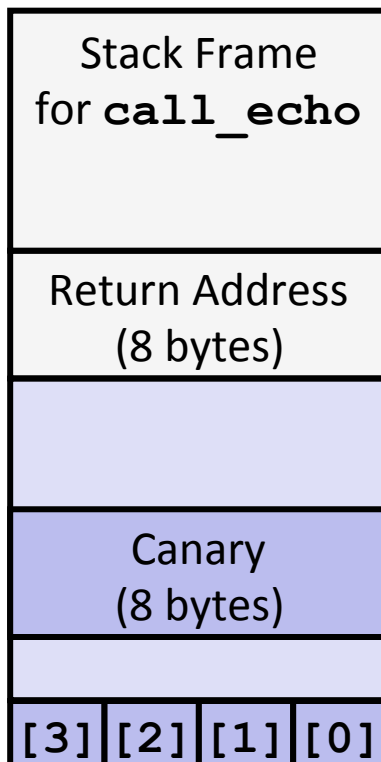 Stack Frame
for call_echo
Return Address
(8 bytes)
Canary
(8 bytes)
[3] [2] [1] [0]